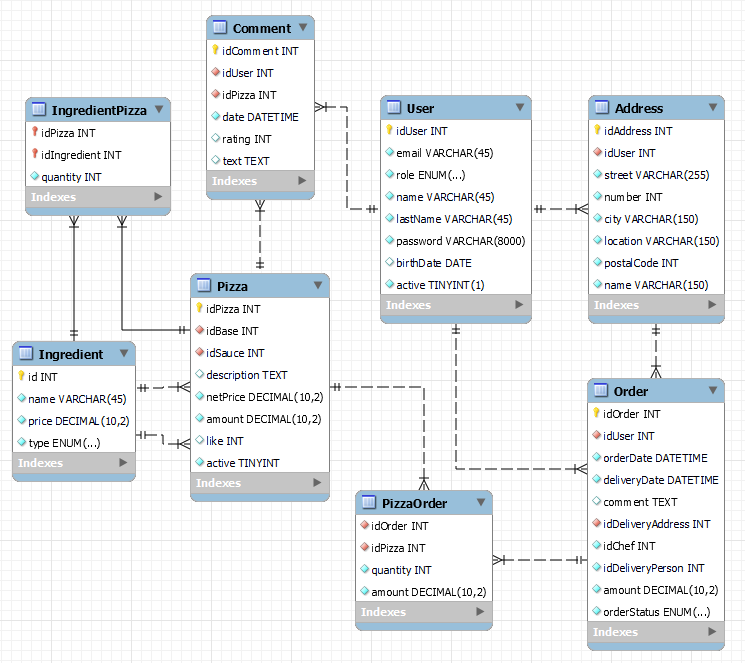 Comment
idComment INT
idUser INT
idPizza INT
date DATETIME
rating INT
text TEXT
Indexes
IngredientPizza
idPizza INT
idIngredient INT
quantity INT
Indexes
User
idUser INT
email VARCHAR(45)
role ENUM(...)
name VARCHAR(45)
lastName VARCHAR(45)
password VARCHAR(8000)
birthDate DATE
active TINYINT(1)
Indexes
Address
idAddress INT
idUser INT
street VARCHAR(255)
number INT
city VARCHAR(150)
location VARCHAR(150)
postalCode INT
name VARCHAR(150)
Indexes
Pizza
idPizza INT
idBase INT
idSauce INT
description TEXT
netPrice DECIMAL(10,2)
amount DECIMAL(10,2)
like INT
active TINYINT
Indexes
Ingredient
id INT
name VARCHAR(45)
price DECIMAL(10,2)
type ENUM(...)
Indexes
Order
idOrder INT
idUser INT
orderDate DATETIME
deliveryDate DATETIME
comment TEXT
idDeliveryAddress INT
idChef INT
idDeliveryPerson INT
amount DECIMAL(10,2)
orderStatus ENUM(...)
Indexes
PizzaOrder
idOrder INT
idPizza INT
quantity INT
amount DECIMAL(10,2)
Indexes